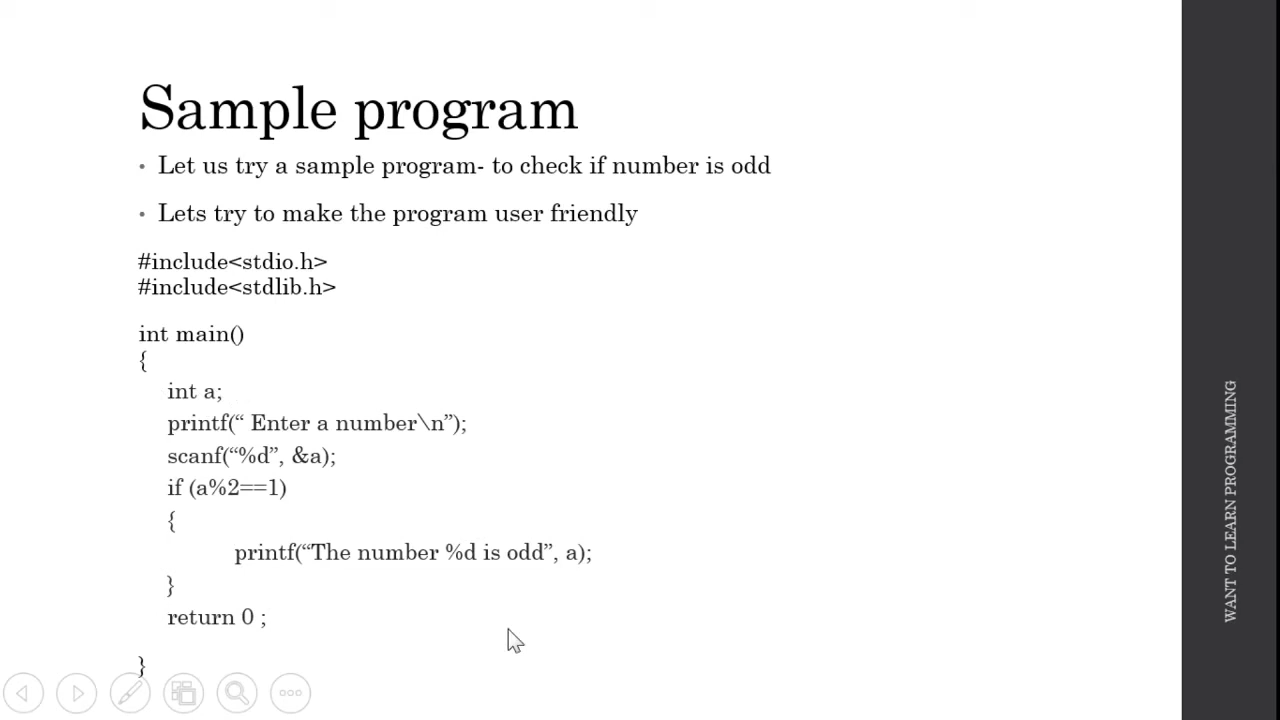 Sample program
• Let us try a sample program- to check if number is odd
• Lets try to make the program user friendly
#include<stdio.h>
#include<stdlib.h>
int main()
{
int a;
printf(“ Enter a number\n”);
scanf(“%d”, &a);
if (a%2==1)
{
printf(“The number %d is odd”, a);
}
return 0 ;
}
WANT TO LEARN PROGRAMMING